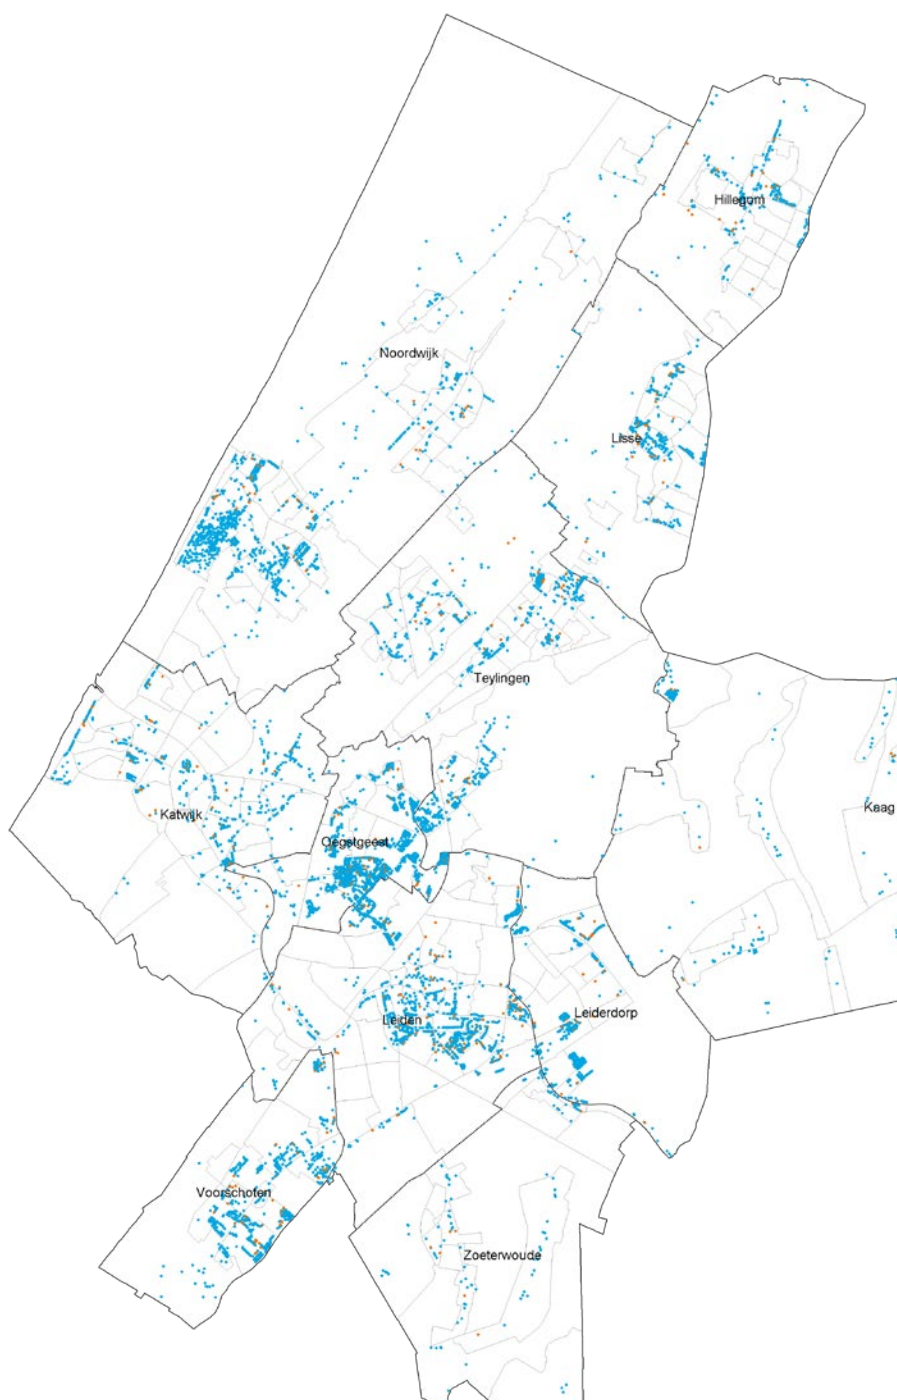 Hillegom
Noordwijk
Lisse
Teylingen
Kaag
Katwijk
Oegstgeest
Leiden
Leiderdorp
Voorschoten
Zoeterwoude